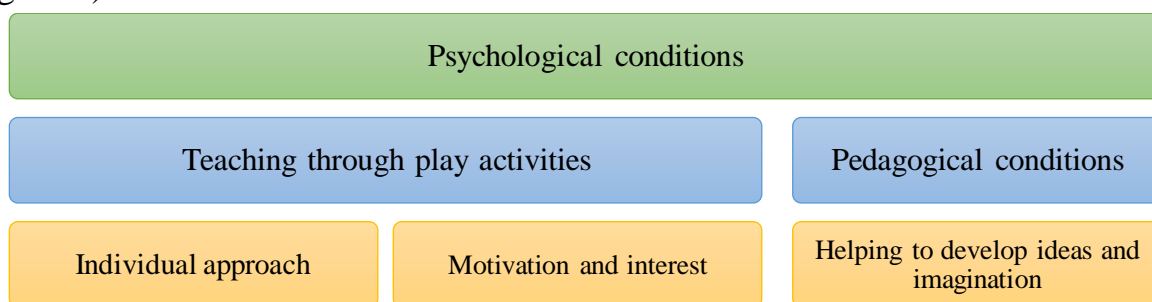 Psychological conditions
Teaching through play activities
Pedagogical conditions
Individual approach
Motivation and interest
Helping to develop ideas and
imagination